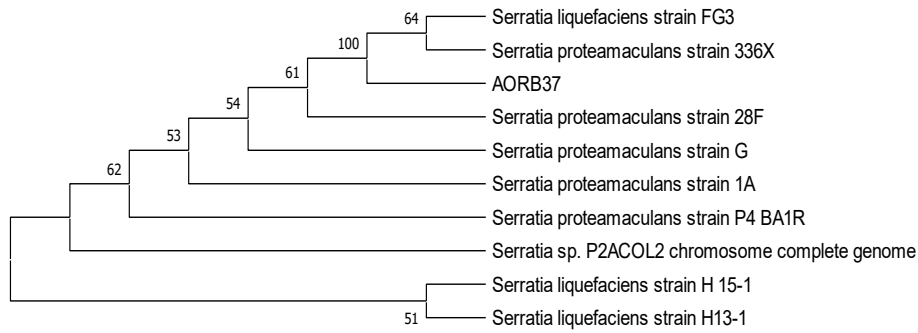 64
Serratia liquefaciens strain FG3
100
Serratia proteamaculans strain 336X
61
AORB37
54
Serratia proteamaculans strain 28F
53
Serratia proteamaculans strain G
62
Serratia proteamaculans strain 1A
Serratia proteamaculans strain P4 BA1R
Serratia sp. P2ACOL2 chromosome complete genome
Serratia liquefaciens strain H 15-1
51
Serratia liquefaciens strain H13-1